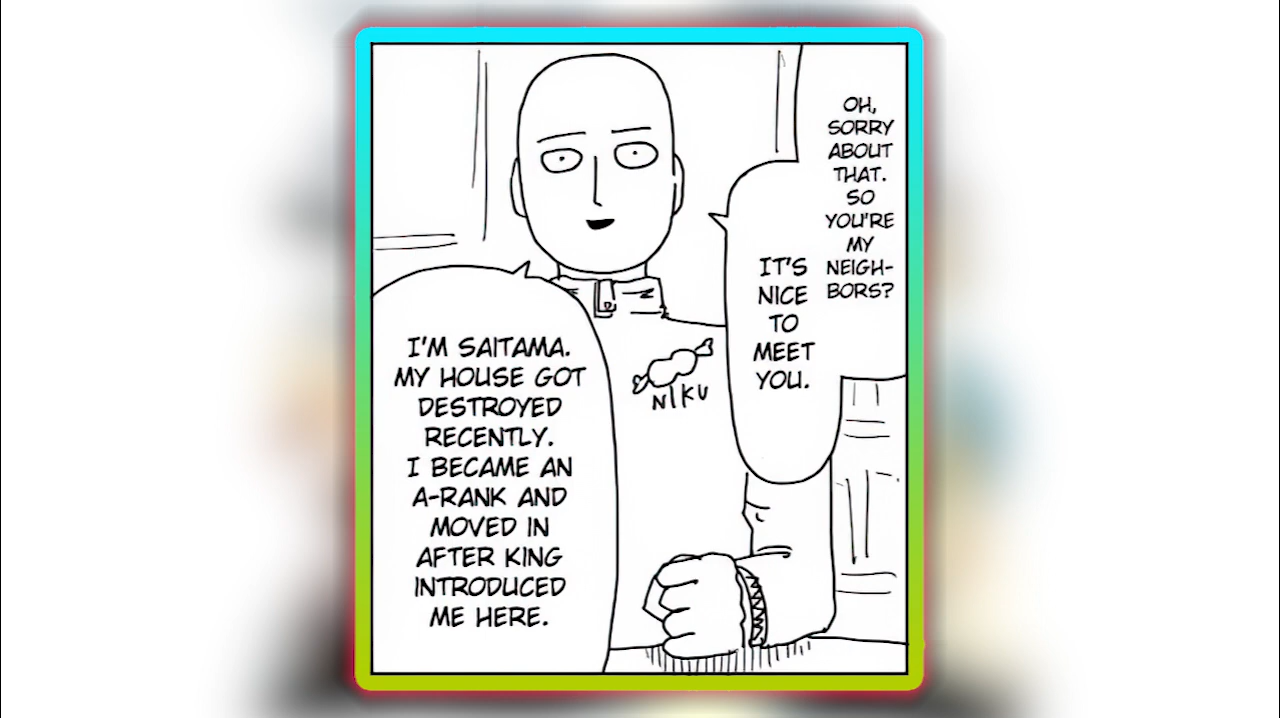 OH,
SORRY
ABOUT
THAT.
SO
YOU'RE
MY
NEIGH-
BORS?
IT'S
NICE
TO
MEET
YOU.
I'M SAITAMA.
MY HOUSE GOT
DESTROYED
RECENTLY.
I BECAME AN
A-RANK AND
MOVED IN
AFTER KING
INTRODUCED
ME HERE.
NIKU